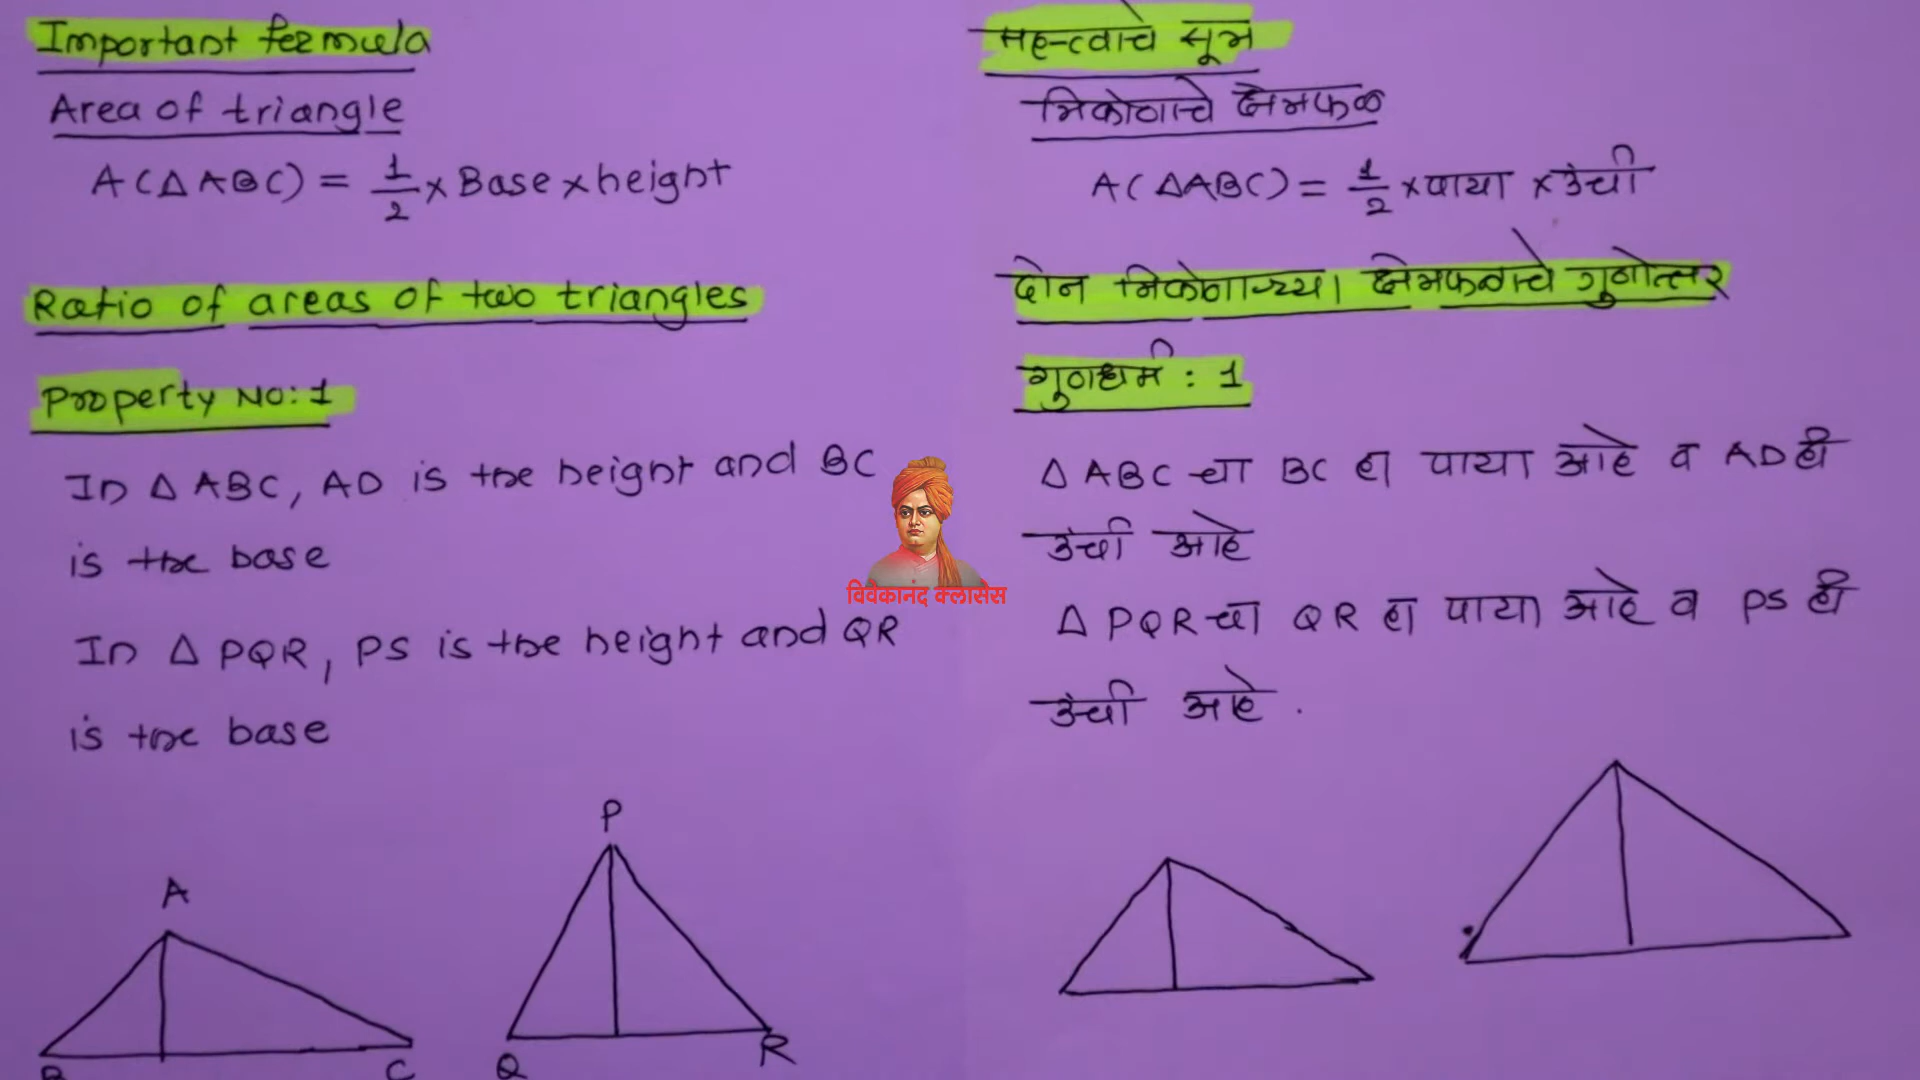 Important formula
Area of triangle
A(△ABC) = 1/2 × Base × height
Ratio of areas of two triangles
Property No: 1
In △ ABC, AD is the height and BC
is the base
In △ PQR, PS is the height and QR
is the base
A
B
C
P
Q
R
महत्वाचे सूत्र
त्रिकोणाचे क्षेत्रफळ
A(△ABC) = 1/2 × पाया × उंची
दोन त्रिकोणाच्या क्षेत्रफळाचे गुणोत्तर
गुणधर्म : 1
△ ABC चा BC हा पाया आहे व AD ही
उंची आहे
△ PQR चा QR हा पाया आहे व PS ही
उंची आहे.
विवेकानंद क्लासेस